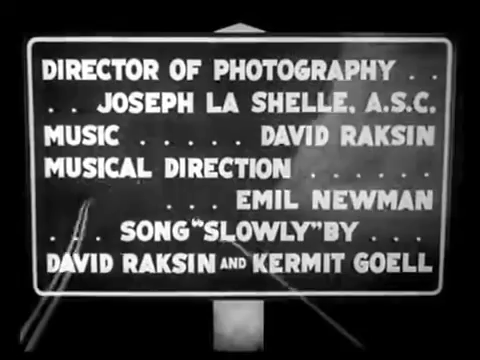 DIRECTOR OF PHOTOGRAPHY . .
. . JOSEPH LA SHELLE, A.S.C.
MUSIC . . . . . DAVID RAKSIN
MUSICAL DIRECTION . . . . . .
. . . EMIL NEWMAN
. . . SONG "SLOWLY" BY . . .
DAVID RAKSIN AND KERMIT GOELL